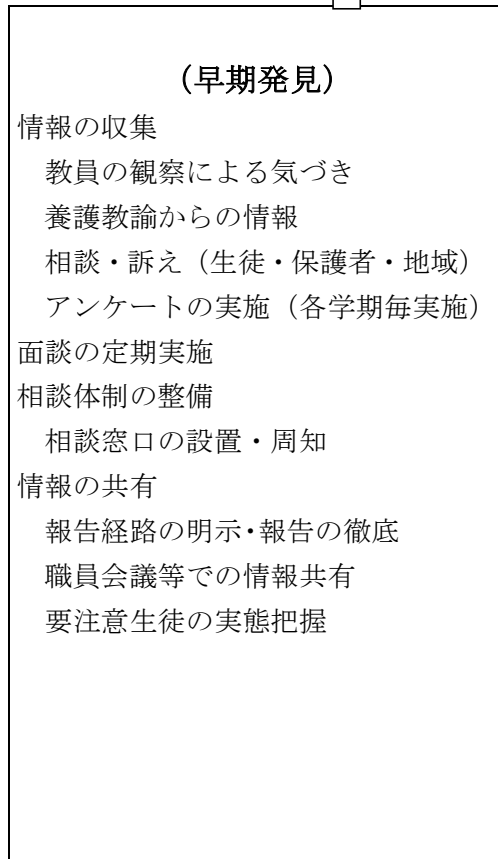 （早期発見）
情報の収集
教員の観察による気づき
養護教諭からの情報
相談・訴え（生徒・保護者・地域）
アンケートの実施（各学期毎実施）
面談の定期実施
相談体制の整備
相談窓口の設置・周知
情報の共有
報告経路の明示・報告の徹底
職員会議等での情報共有
要注意生徒の実態把握